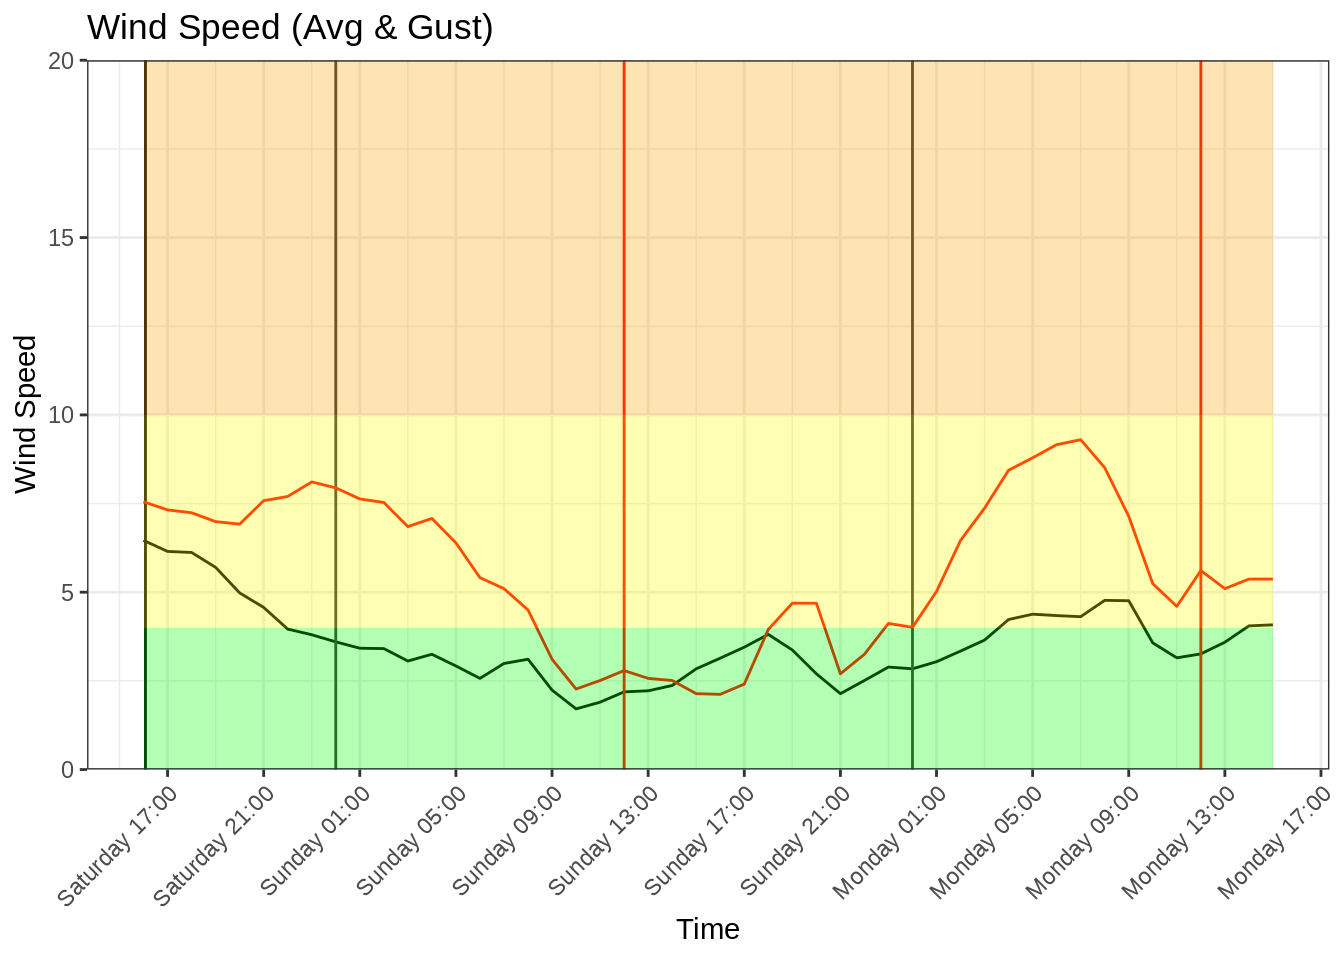 Wind Speed (Avg & Gust)
20
15
10
5
0
Wind Speed
Saturday 17:00
Saturday 21:00
Sunday 01:00
Sunday 05:00
Sunday 09:00
Sunday 13:00
Sunday 17:00
Sunday 21:00
Monday 01:00
Monday 05:00
Monday 09:00
Monday 13:00
Monday 17:00
Time